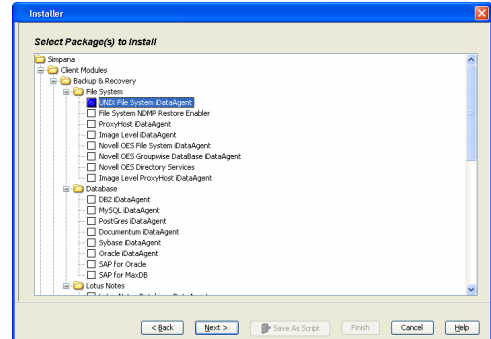 Installer
Select Package(s) to Install
Simpana
Client Modules
Backup & Recovery
File System
UNIX File System iDataAgent
File System NDMP Restore Enabler
ProxyHost iDataAgent
Image Level iDataAgent
Novell OES File System iDataAgent
Novell OES Groupwise DataBase iDataAgent
Novell OES Directory Services
Image Level ProxyHost iDataAgent
Database
DB2 iDataAgent
MySQL iDataAgent
PostGres iDataAgent
Documentum iDataAgent
Sybase iDataAgent
Oracle iDataAgent
SAP for Oracle
SAP for MaxDB
Lotus Notes
< Back Next > Save As Script Finish Cancel Help